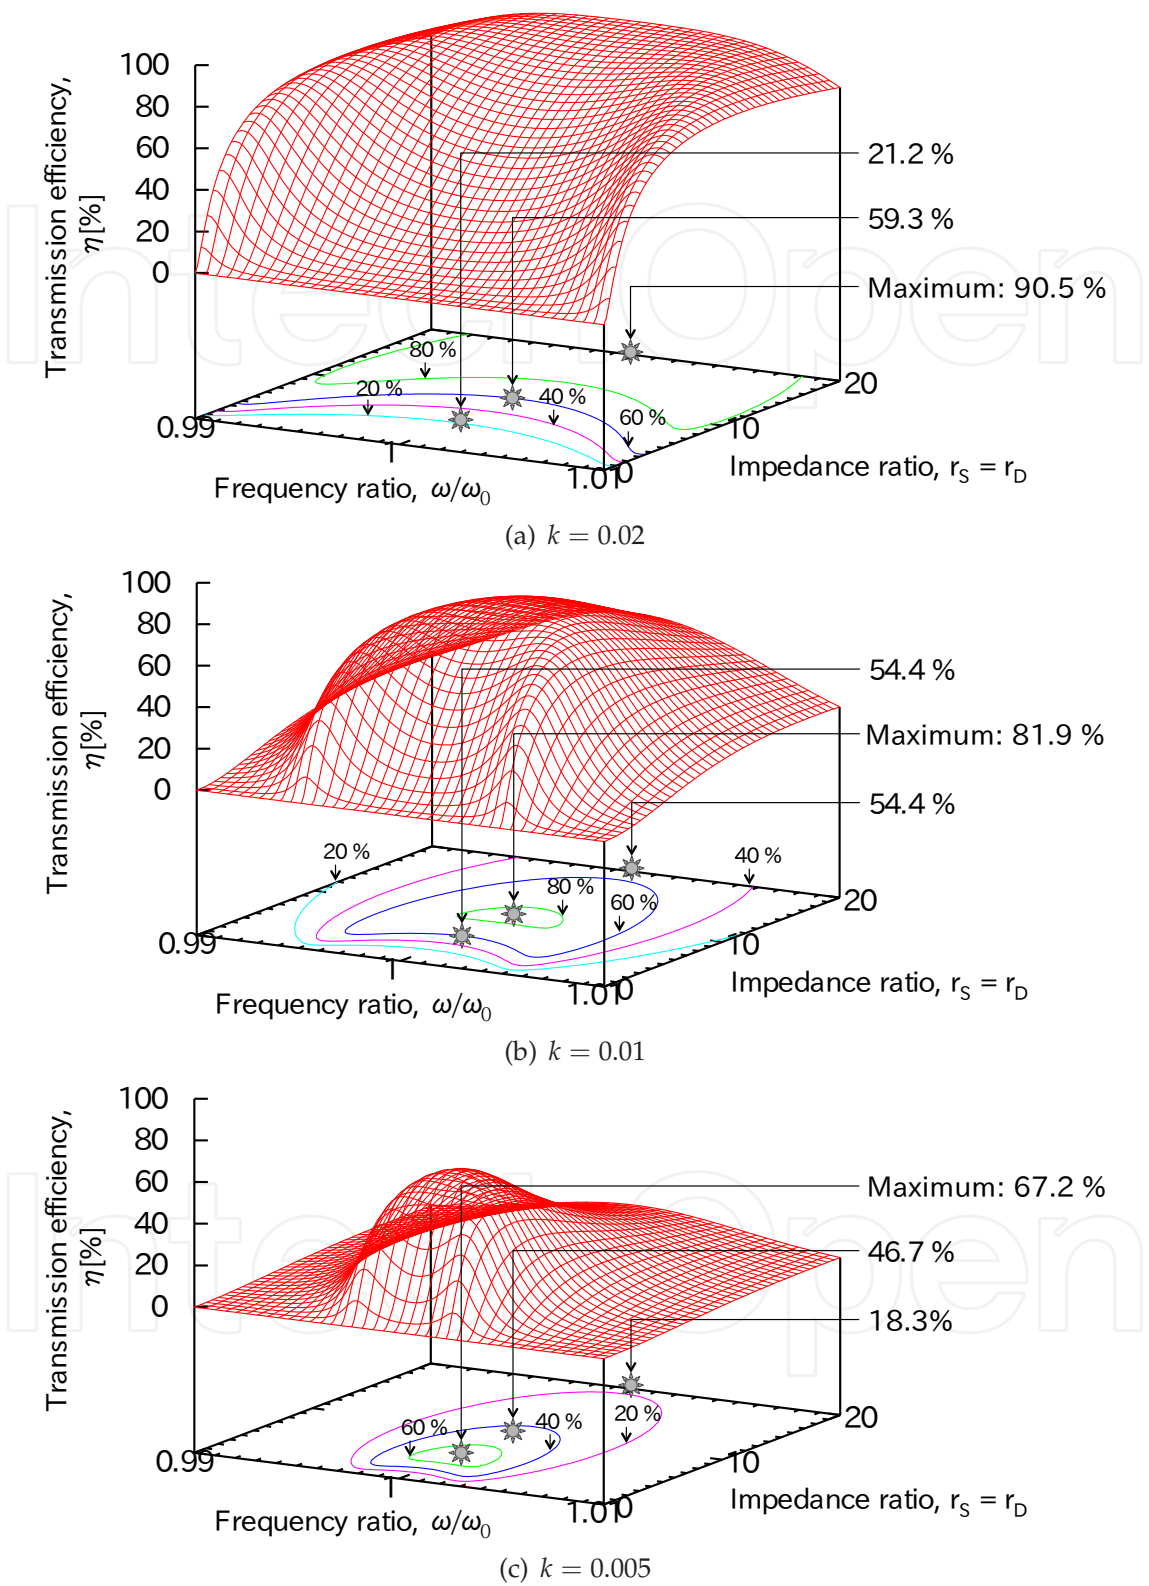 Transmission efficiency,
η[%]
100
80
60
40
20
0
21.2 %
59.3 %
Maximum: 90.5 %
80 %
20 %
40 %
60 %
0.99
1
1.01
0
10
20
Frequency ratio, ω/ω0
Impedance ratio, rS = rD
(a) k = 0.02
Transmission efficiency,
η[%]
100
80
60
40
20
0
54.4 %
Maximum: 81.9 %
54.4 %
20 %
40 %
80 %
60 %
0.99
1
1.01
0
10
20
Frequency ratio, ω/ω0
Impedance ratio, rS = rD
(b) k = 0.01
Transmission efficiency,
η[%]
100
80
60
40
20
0
Maximum: 67.2 %
46.7 %
18.3%
60 %
40 %
20 %
0.99
1
1.01
0
10
20
Frequency ratio, ω/ω0
Impedance ratio, rS = rD
(c) k = 0.005
IntechOpen
IntechOpen